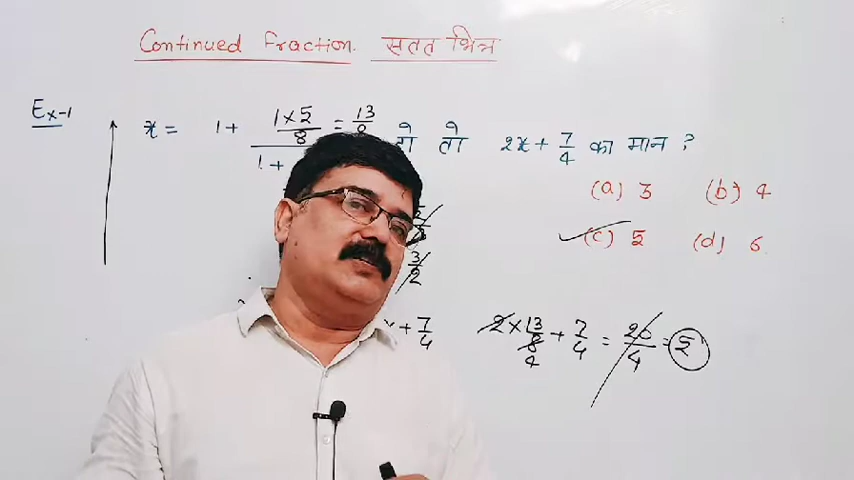 Continued Fraction. सतत भिन्न
Ex-1 x = 1 + 1×5/8 = 13/8 तो 2x + 7/4 का मान ?
1 +
(a) 3 (b) 4
(c) 5 (d) 6
3/2
+ 7/4 2 × 13/8 + 7/4 = 20/4 = 5
4